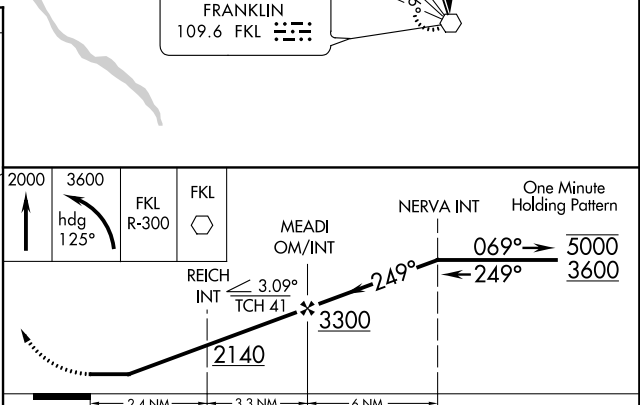 FRANKLIN
109.6 FKL
2000
3600
hdg
125°
FKL
R-300
FKL
MEADI
OM/INT
NERVA INT
One Minute
Holding Pattern
069°
5000
249°
3600
249°
REICH
INT
3.09°
TCH 41
3300
2140
2.4 NM
3.3 NM
6 NM